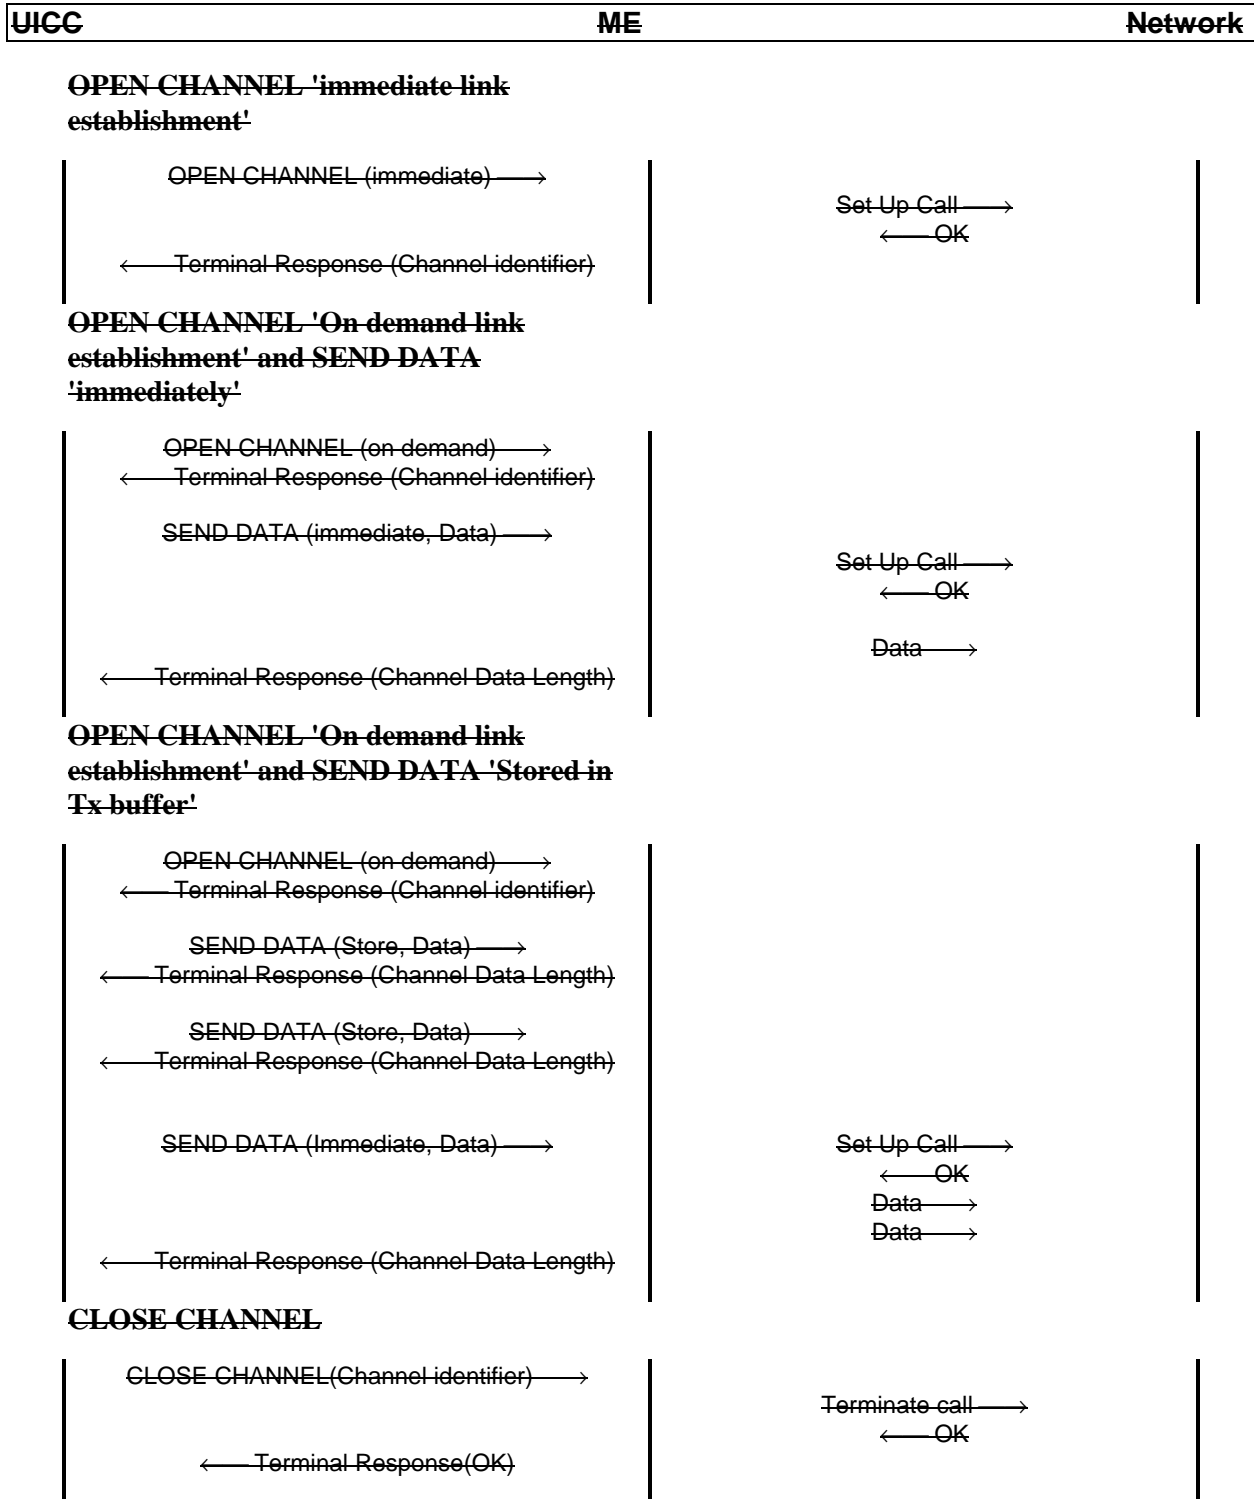 UICC ME Network
OPEN CHANNEL 'immediate link
establishment'
OPEN CHANNEL (immediate) ⟶
Set Up Call ⟶
⟵ OK
⟵ Terminal Response (Channel identifier)
OPEN CHANNEL 'On demand link
establishment' and SEND DATA
'immediately'
OPEN CHANNEL (on demand) ⟶
⟵ Terminal Response (Channel identifier)
SEND DATA (immediate, Data) ⟶
Set Up Call ⟶
⟵ OK
Data ⟶
⟵ Terminal Response (Channel Data Length)
OPEN CHANNEL 'On demand link
establishment' and SEND DATA 'Stored in
Tx buffer'
OPEN CHANNEL (on demand) ⟶
⟵ Terminal Response (Channel identifier)
SEND DATA (Store, Data) ⟶
⟵ Terminal Response (Channel Data Length)
SEND DATA (Store, Data) ⟶
⟵ Terminal Response (Channel Data Length)
SEND DATA (Immediate, Data) ⟶ Set Up Call ⟶
⟵ OK
Data ⟶
Data ⟶
⟵ Terminal Response (Channel Data Length)
CLOSE CHANNEL
CLOSE CHANNEL(Channel identifier) ⟶
Terminate call ⟶
⟵ OK
⟵ Terminal Response(OK)